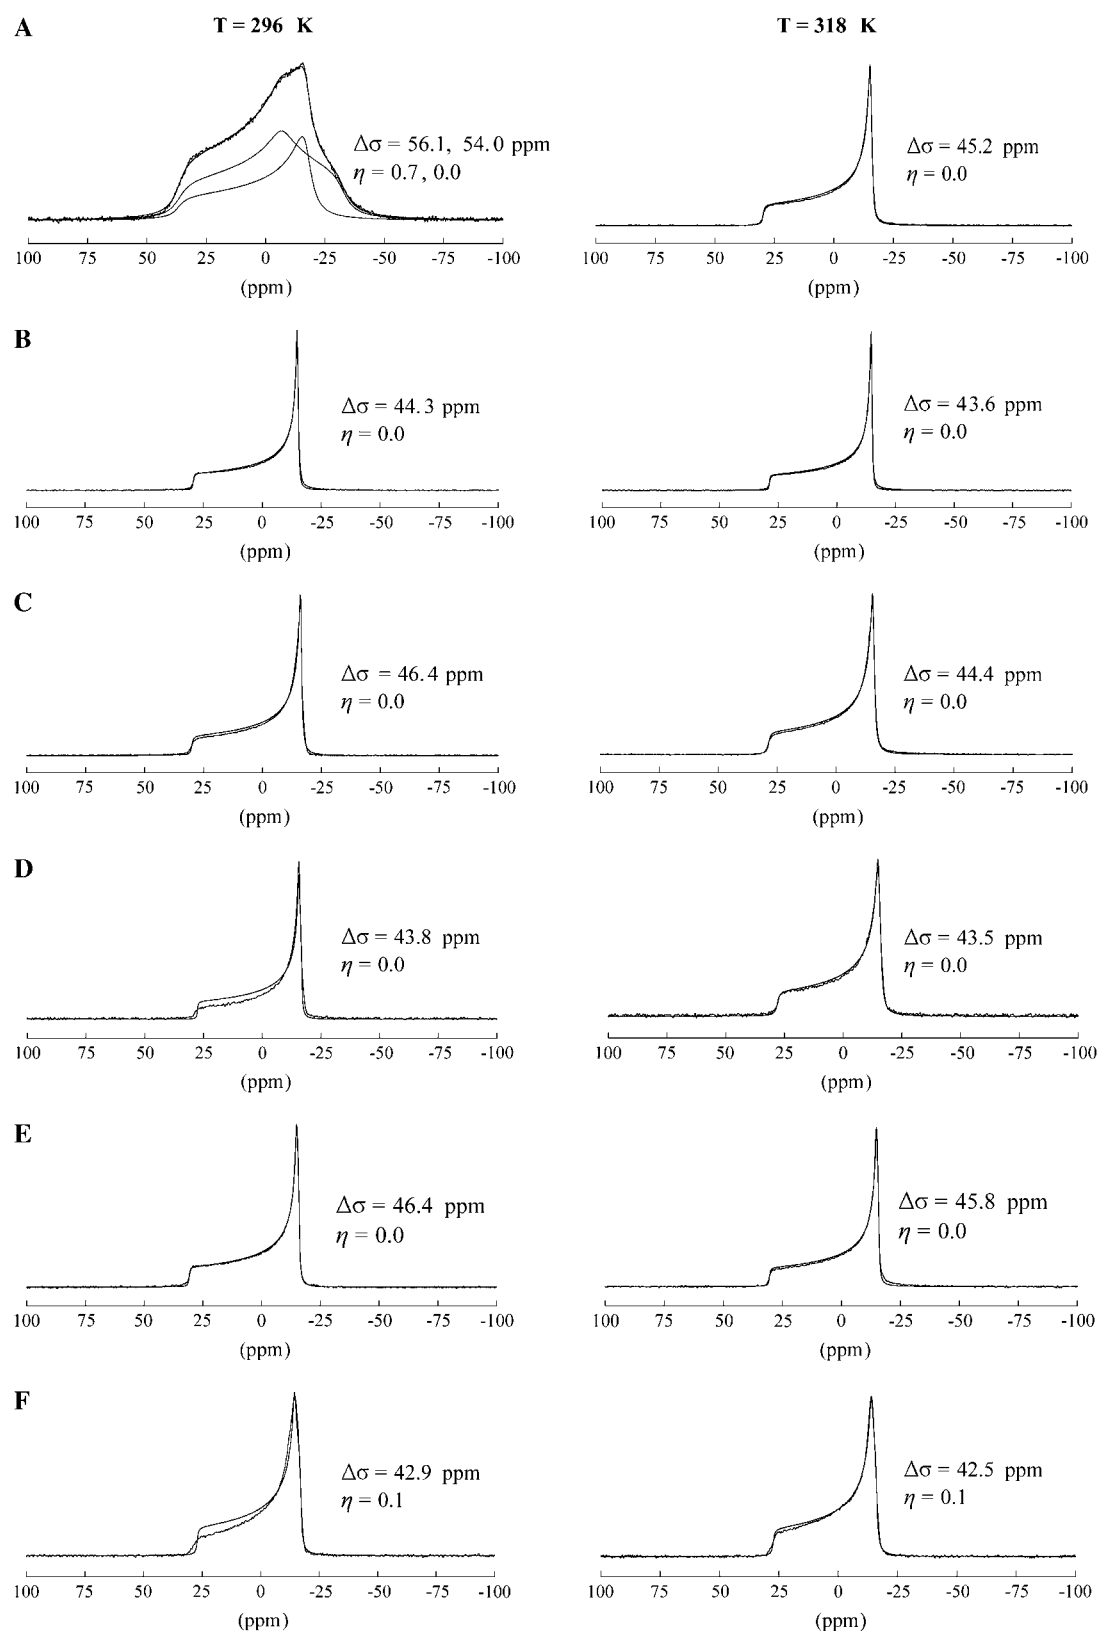 A
T = 296 K
T = 318 K
Δσ = 56.1, 54.0 ppm
η = 0.7, 0.0
100 75 50 25 0 -25 -50 -75 -100
(ppm)
Δσ = 45.2 ppm
η = 0.0
100 75 50 25 0 -25 -50 -75 -100
(ppm)
B
Δσ = 44.3 ppm
η = 0.0
100 75 50 25 0 -25 -50 -75 -100
(ppm)
Δσ = 43.6 ppm
η = 0.0
100 75 50 25 0 -25 -50 -75 -100
(ppm)
C
Δσ = 46.4 ppm
η = 0.0
100 75 50 25 0 -25 -50 -75 -100
(ppm)
Δσ = 44.4 ppm
η = 0.0
100 75 50 25 0 -25 -50 -75 -100
(ppm)
D
Δσ = 43.8 ppm
η = 0.0
100 75 50 25 0 -25 -50 -75 -100
(ppm)
Δσ = 43.5 ppm
η = 0.0
100 75 50 25 0 -25 -50 -75 -100
(ppm)
E
Δσ = 46.4 ppm
η = 0.0
100 75 50 25 0 -25 -50 -75 -100
(ppm)
Δσ = 45.8 ppm
η = 0.0
100 75 50 25 0 -25 -50 -75 -100
(ppm)
F
Δσ = 42.9 ppm
η = 0.1
100 75 50 25 0 -25 -50 -75 -100
(ppm)
Δσ = 42.5 ppm
η = 0.1
100 75 50 25 0 -25 -50 -75 -100
(ppm)